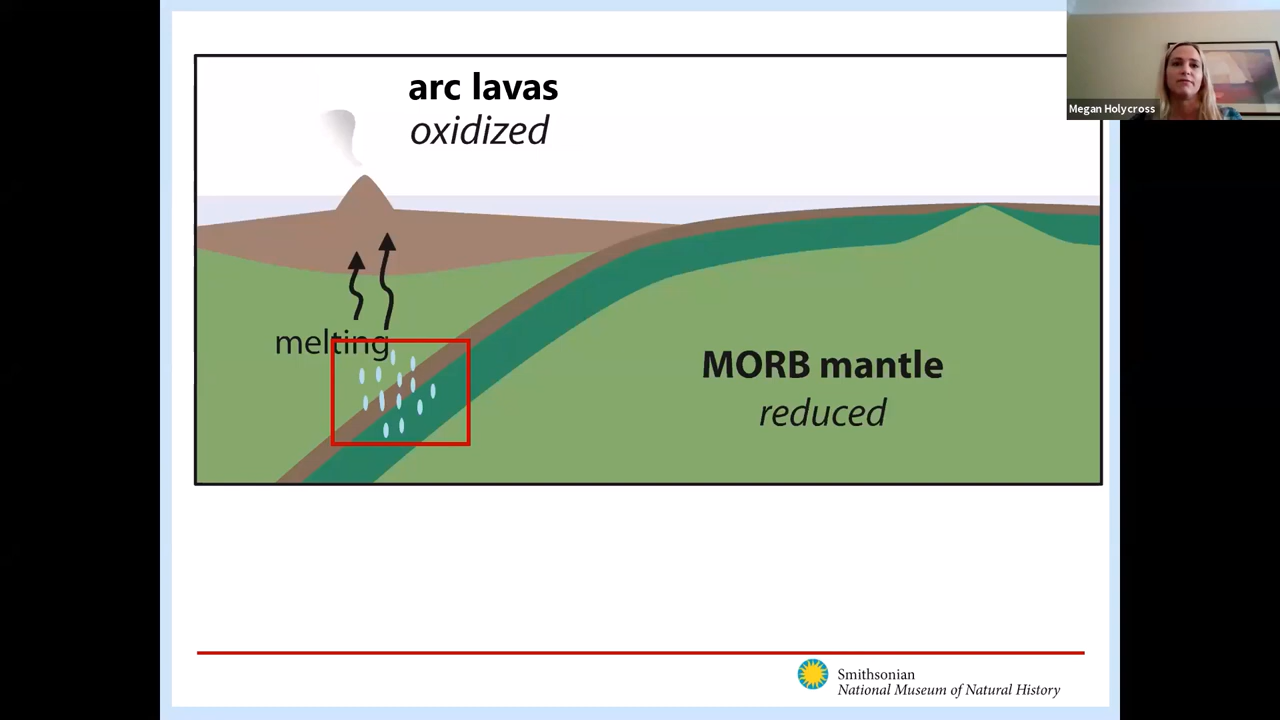 arc lavas
oxidized
Megan Holycross
melting
MORB mantle
reduced
Smithsonian
National Museum of Natural History